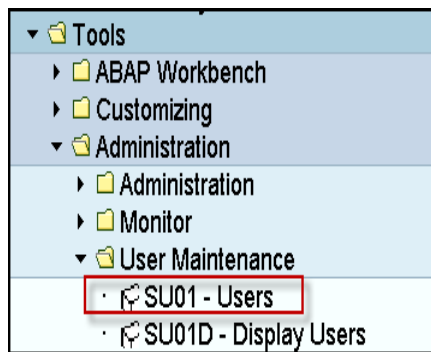 Tools
ABAP Workbench
Customizing
Administration
Administration
Monitor
User Maintenance
SU01 - Users
SU01D - Display Users